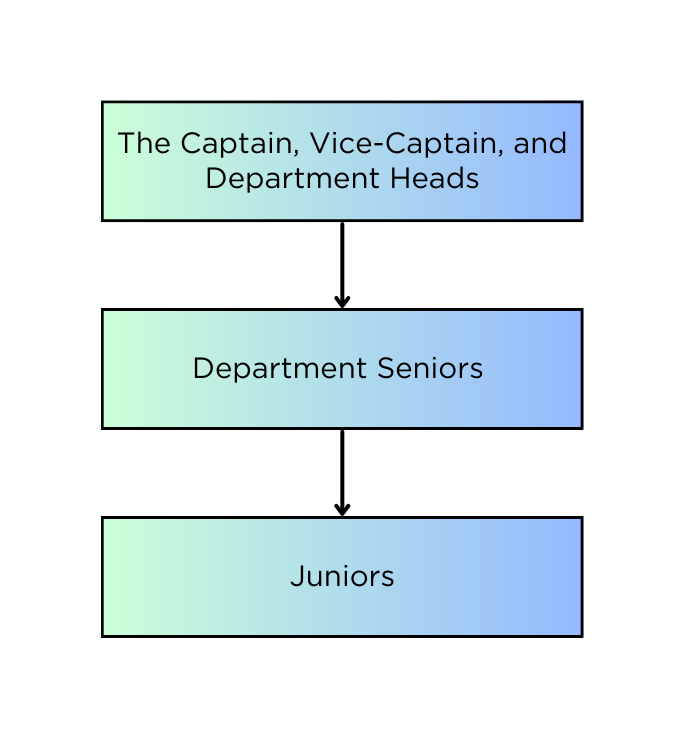 The Captain, Vice-Captain, and
Department Heads
Department Seniors
Juniors